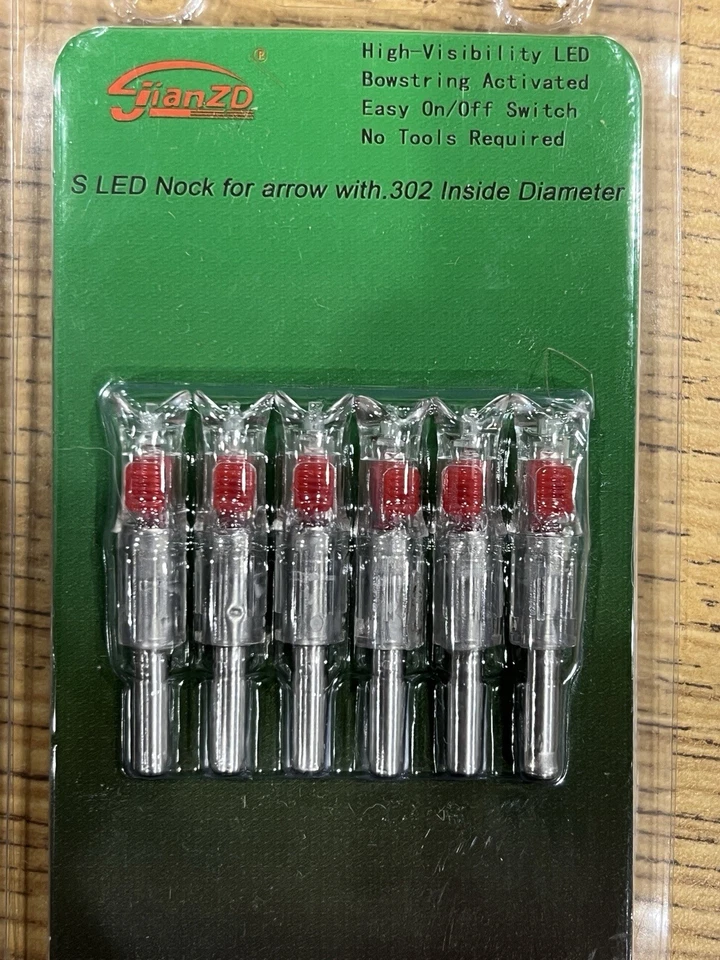 SjianZD®
High-Visibility LED
Bowstring Activated
Easy On/Off Switch
No Tools Required
S LED Nock for arrow with.302 Inside Diameter